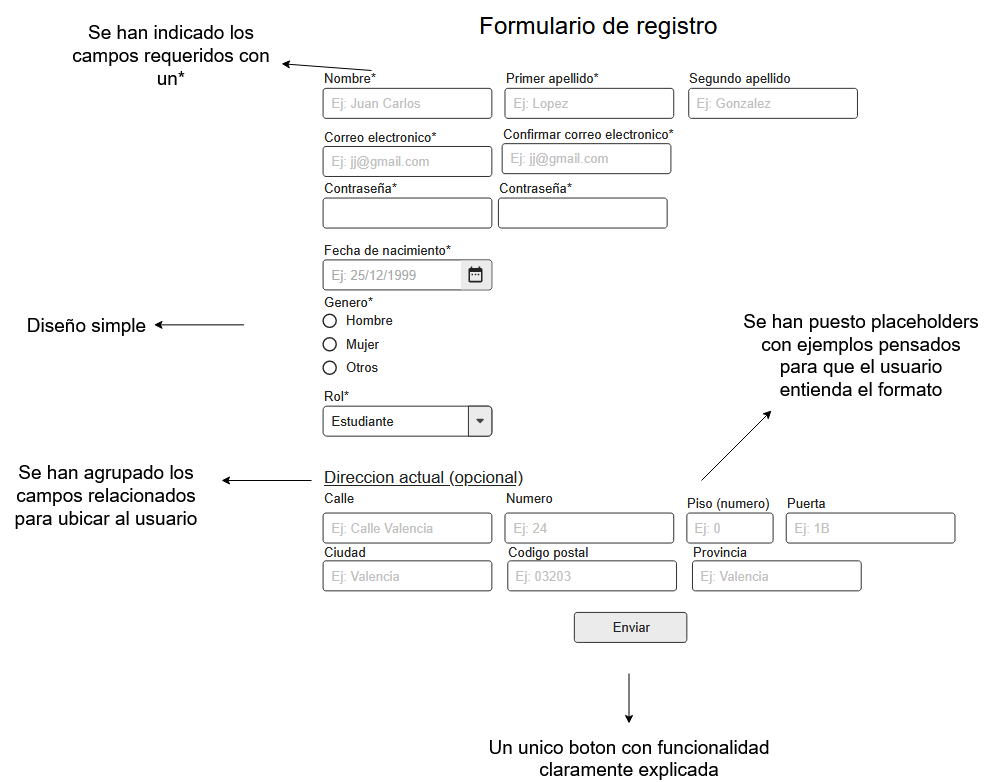 Formulario de registro
Se han indicado los
campos requeridos con
un*
Nombre*
Primer apellido*
Segundo apellido
Ej: Juan Carlos
Ej: Lopez
Ej: Gonzalez
Correo electronico*
Confirmar correo electronico*
Ej: jj@gmail.com
Ej: jj@gmail.com
Contraseña*
Contraseña*
Fecha de nacimiento*
Ej: 25/12/1999
Genero*
Hombre
Mujer
Otros
Diseño simple
Se han puesto placeholders
con ejemplos pensados
para que el usuario
entienda el formato
Rol*
Estudiante
Se han agrupado los
campos relacionados
para ubicar al usuario
Direccion actual (opcional)
Calle
Numero
Piso (numero)
Puerta
Ej: Calle Valencia
Ej: 24
Ej: 0
Ej: 1B
Ciudad
Codigo postal
Provincia
Ej: Valencia
Ej: 03203
Ej: Valencia
Enviar
Un unico boton con funcionalidad
claramente explicada